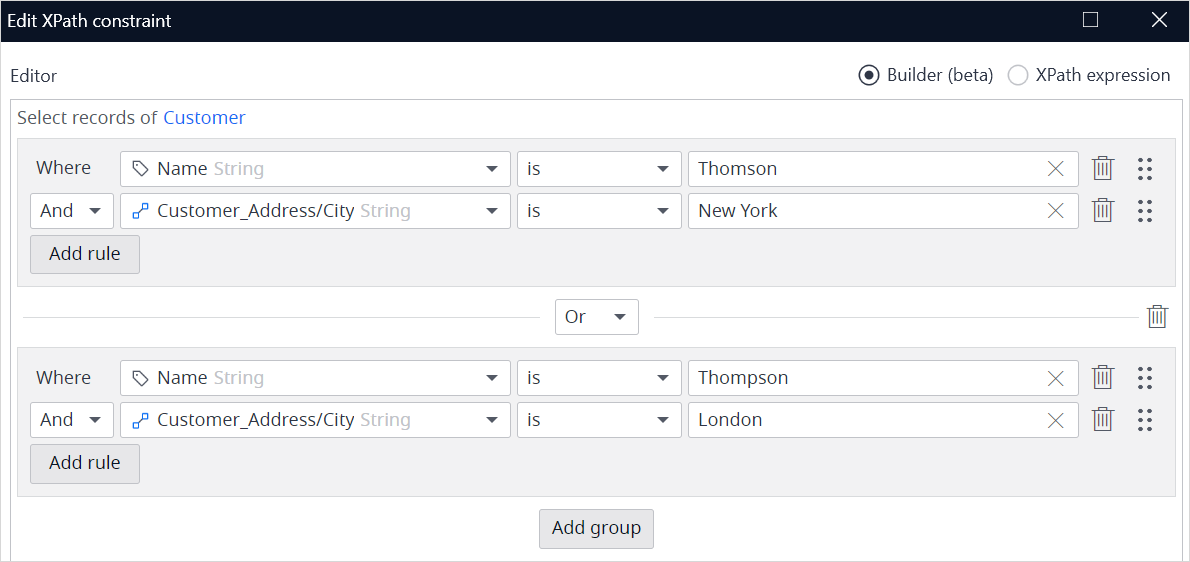 Edit XPath constraint
Editor Builder (beta) XPath expression
Select records of Customer
Where Name String is Thomson
And Customer_Address/City String is New York
Add rule
Or
Where Name String is Thompson
And Customer_Address/City String is London
Add rule
Add group